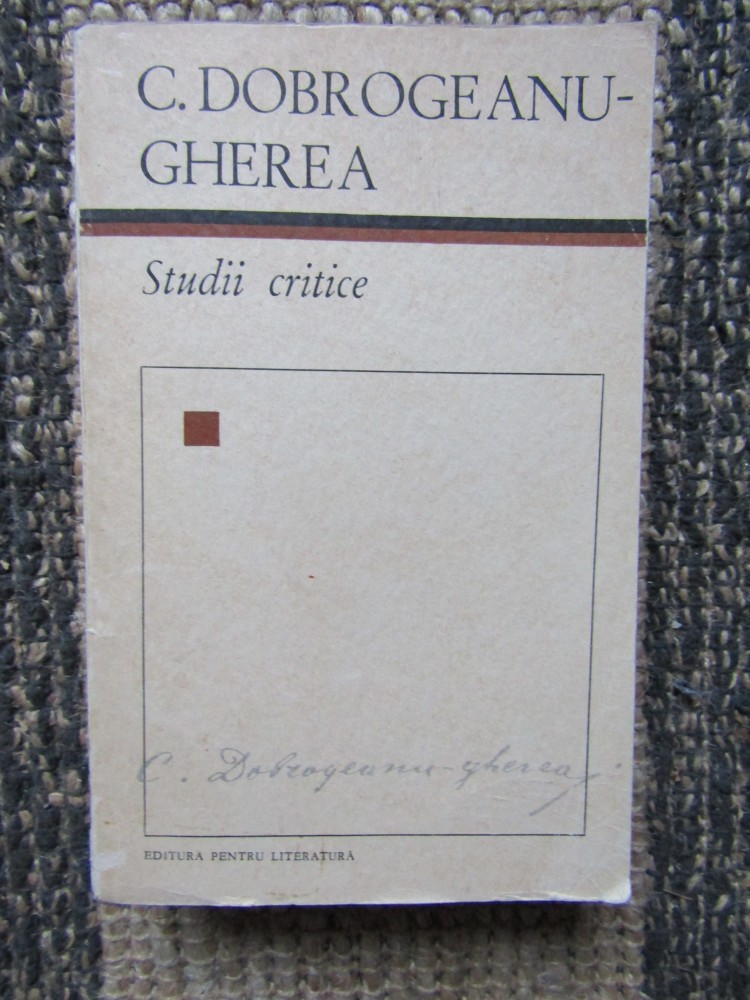 C. DOBROGEANU-
GHEREA
Studii critice
C. Dobrogeanu-gherea
EDITURA PENTRU LITERATURĂ